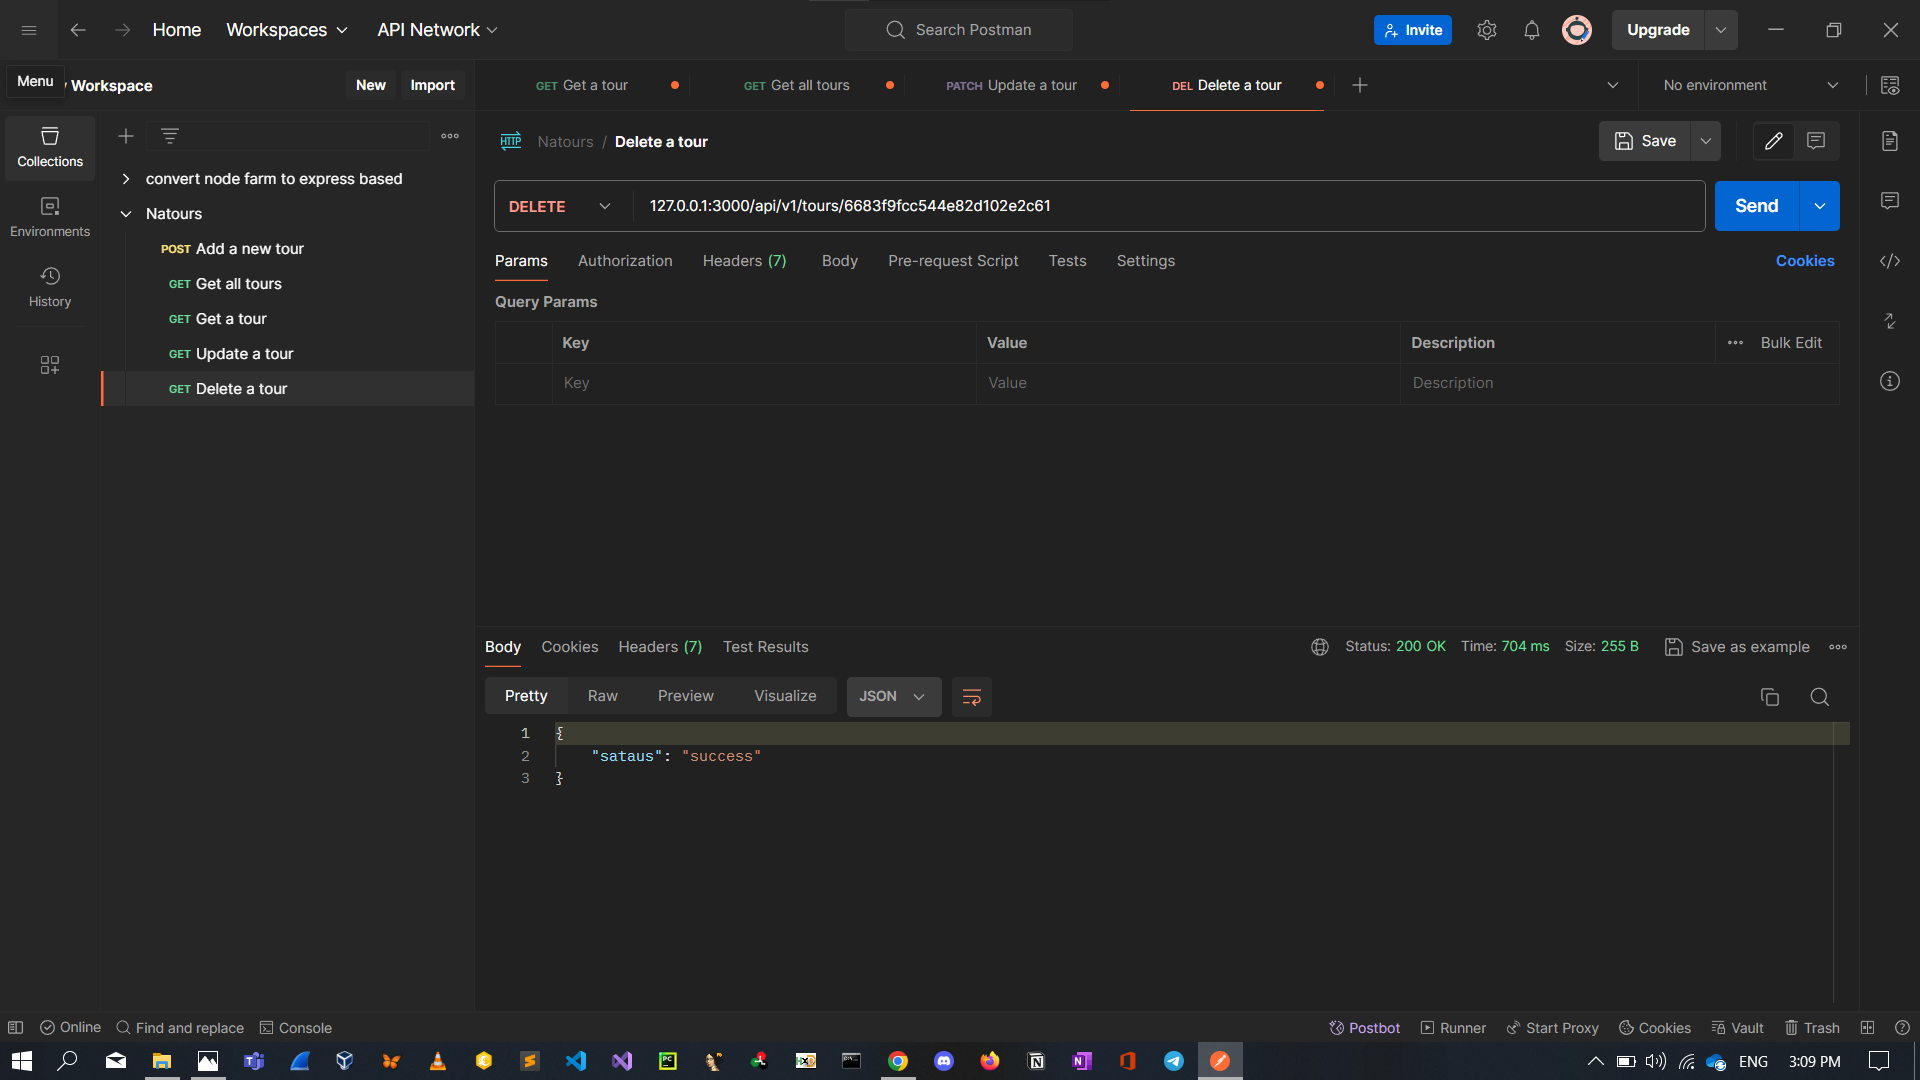 Home Workspaces API Network Search Postman Invite Upgrade
Menu Workspace New Import GET Get a tour GET Get all tours PATCH Update a tour DEL Delete a tour No environment
HTTP Natours / Delete a tour Save
Collections
convert node farm to express based
Natours
DELETE 127.0.0.1:3000/api/v1/tours/6683f9fcc544e82d102e2c61 Send
Environments
POST Add a new tour
Params Authorization Headers (7) Body Pre-request Script Tests Settings Cookies
GET Get all tours
History
Query Params
GET Get a tour
Key Value Description Bulk Edit
GET Update a tour
Key Value Description
GET Delete a tour
Body Cookies Headers (7) Test Results Status: 200 OK Time: 704 ms Size: 255 B Save as example
Pretty Raw Preview Visualize JSON
1 {
2 "sataus": "success"
3 }
Online Find and replace Console Postbot Runner Start Proxy Cookies Vault Trash
ENG 3:09 PM